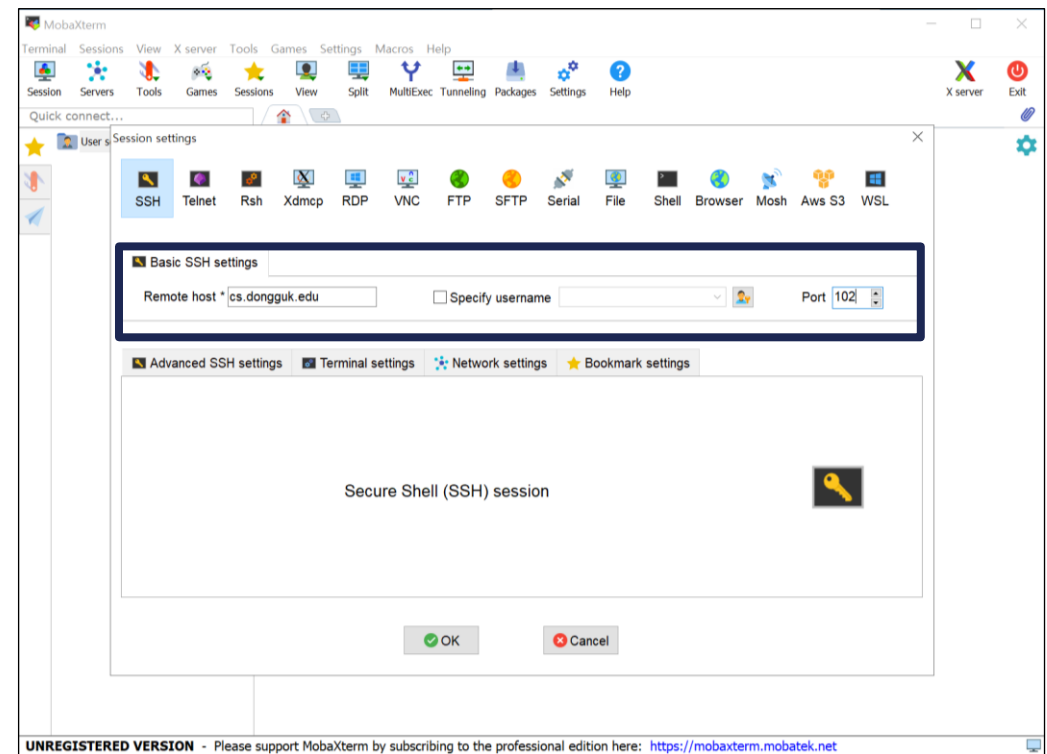 MobaXterm
Terminal Sessions View X server Tools Games Settings Macros Help
Session Servers Tools Games Sessions View Split MultiExec Tunneling Packages Settings Help X server Exit
Quick connect...
User s
Session settings
SSH Telnet Rsh Xdmcp RDP VNC FTP SFTP Serial File Shell Browser Mosh Aws S3 WSL
Basic SSH settings
Remote host * cs.dongguk.edu Specify username Port 102
Advanced SSH settings Terminal settings Network settings Bookmark settings
Secure Shell (SSH) session
OK Cancel
UNREGISTERED VERSION - Please support MobaXterm by subscribing to the professional edition here: https://mobaxterm.mobatek.net